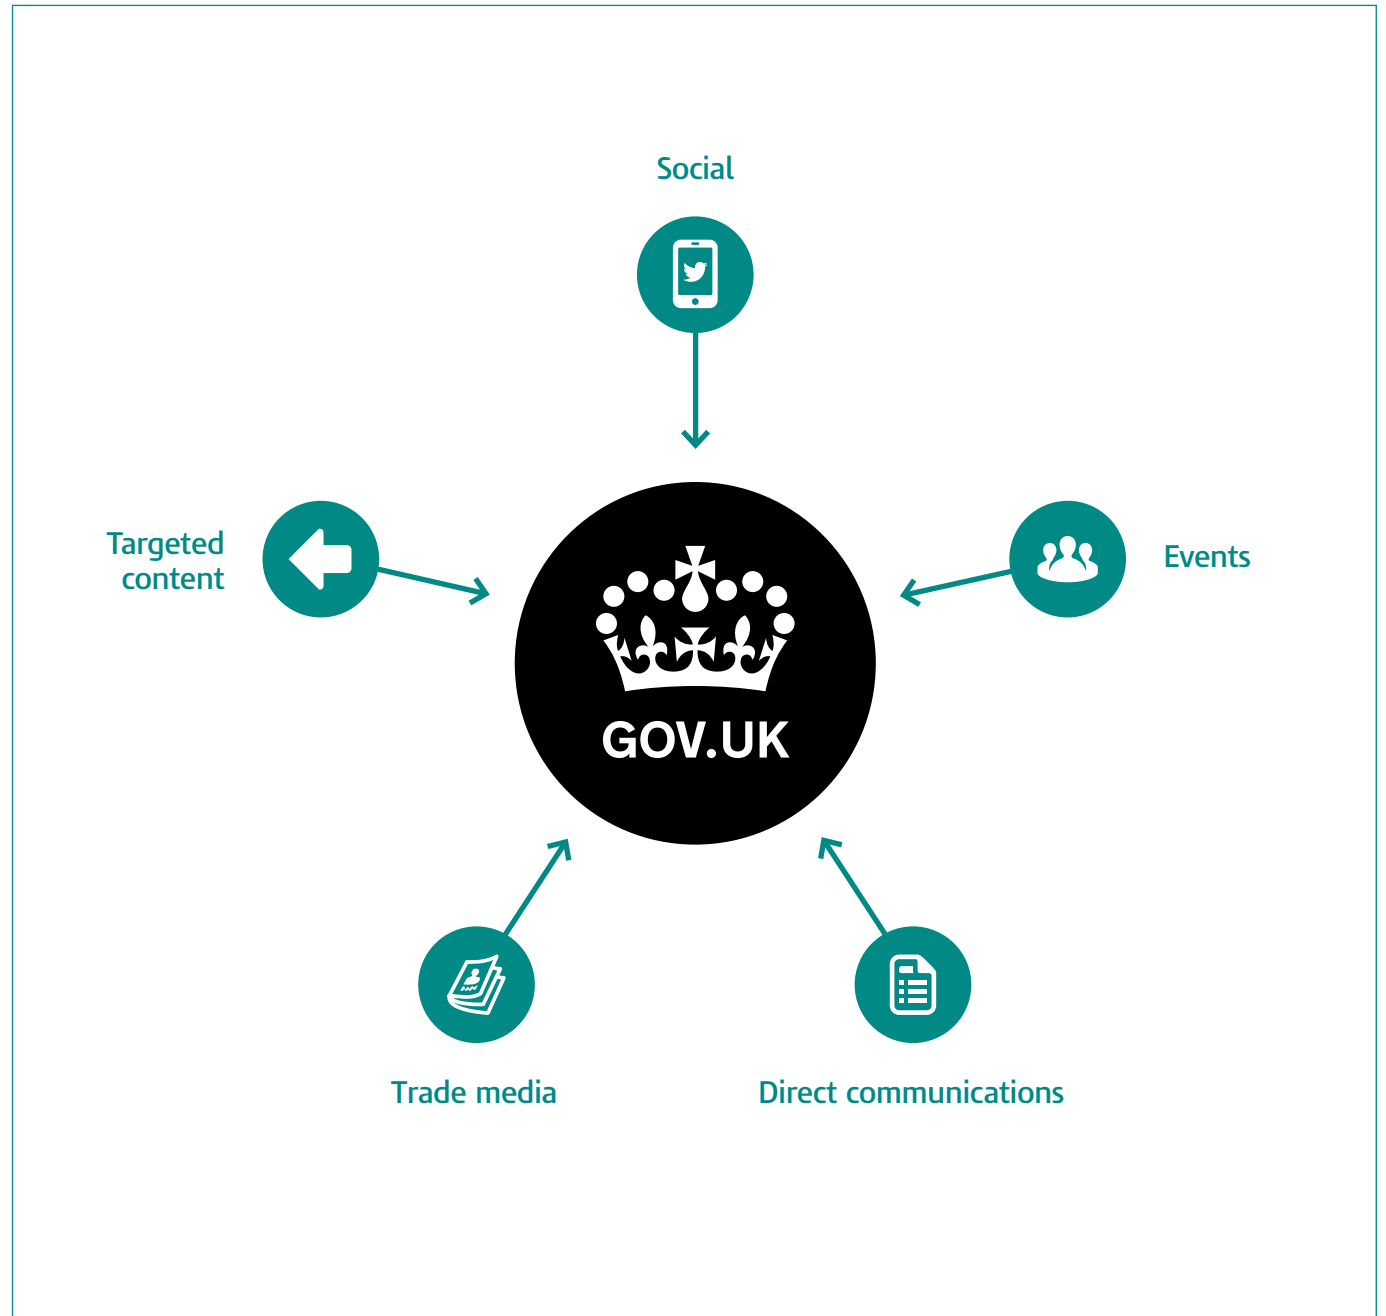 Social
Targeted
content
Events
GOV.UK
Trade media
Direct communications